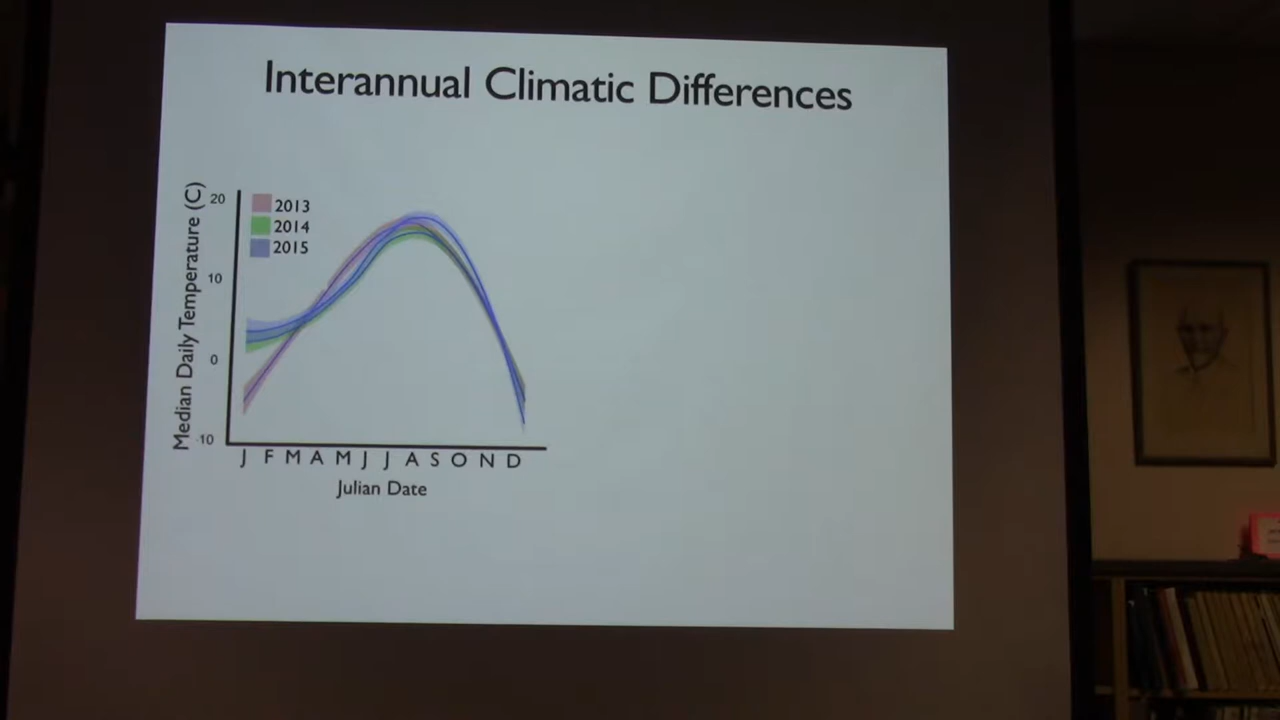 Interannual Climatic Differences
Median Daily Temperature (C)
20
10
0
-10
2013
2014
2015
J F M A M J J A S O N D
Julian Date